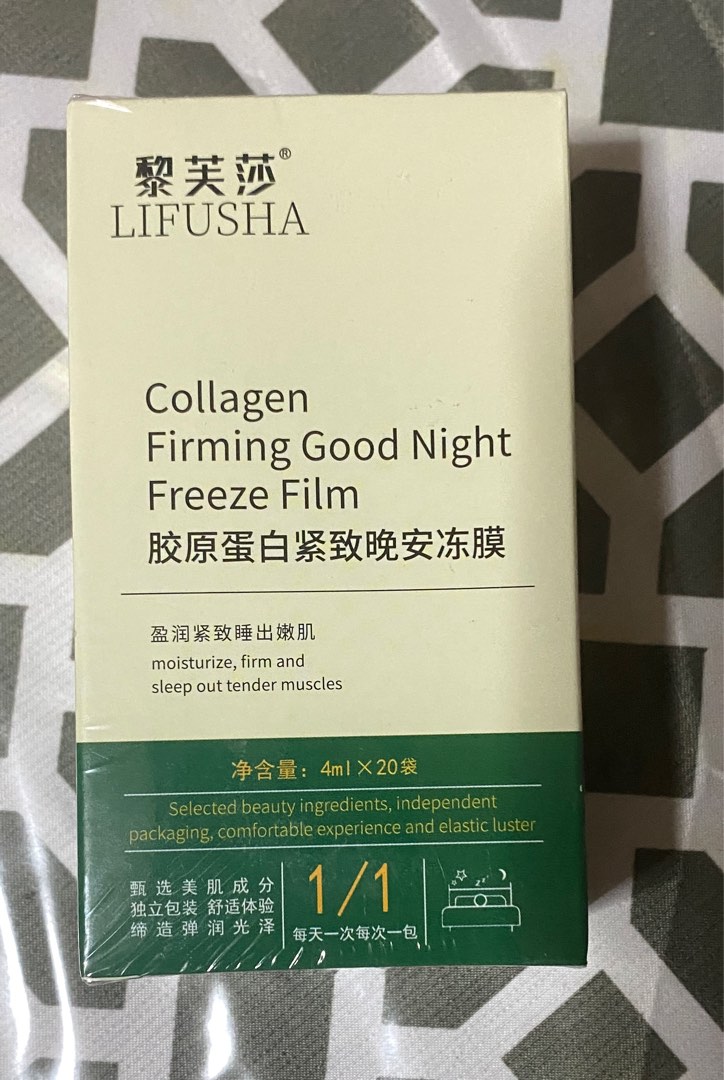 黎芙莎®
LIFUSHA
Collagen
Firming Good Night
Freeze Film
胶原蛋白紧致晚安冻膜
盈润紧致睡出嫩肌
moisturize, firm and
sleep out tender muscles
净含量：4ml×20袋
Selected beauty ingredients, independent
packaging, comfortable experience and elastic luster
甄选美肌成分
独立包装 舒适体验
缔造弹润光泽
1/1
每天一次每次一包
zzz